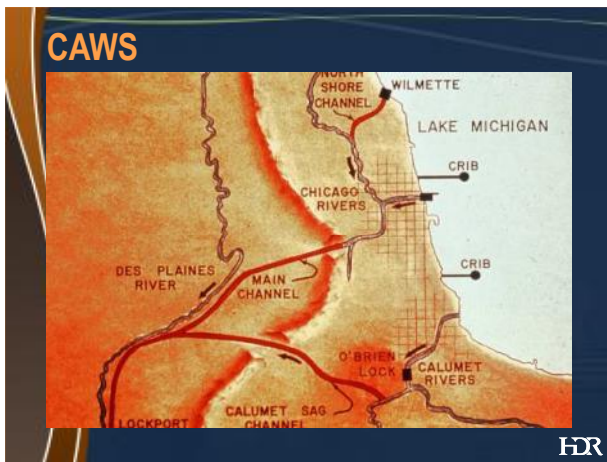 CAWS
NORTH
SHORE
CHANNEL
WILMETTE
LAKE MICHIGAN
CRIB
CHICAGO
RIVERS
DES PLAINES
RIVER
MAIN
CHANNEL
CRIB
O'BRIEN
LOCK
CALUMET
RIVERS
LOCKPORT
CALUMET SAG
CHANNEL
HDR